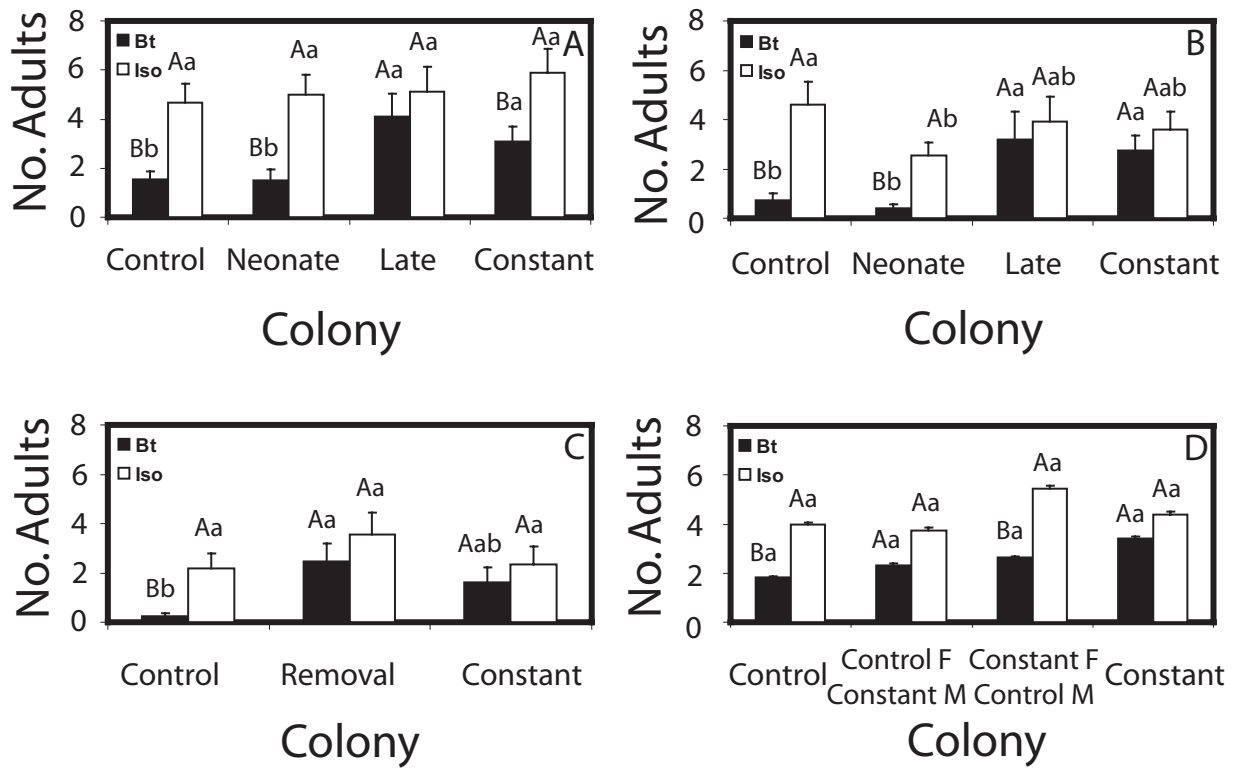 A
No. Adults
8
6
4
2
0
Bt
Iso
Bb Aa
Bb Aa
Aa Aa
Ba Aa
Control Neonate Late Constant
Colony
B
No. Adults
8
6
4
2
0
Bt
Iso
Bb Aa
Bb Ab
Aa Aab
Aa Aab
Control Neonate Late Constant
Colony
C
No. Adults
8
6
4
2
0
Bt
Iso
Bb Aa
Aa Aa
Aab Aa
Control Removal Constant
Colony
D
No. Adults
8
6
4
2
0
Bt
Iso
Ba Aa
Aa Aa
Ba Aa
Aa Aa
Control
Control F
Constant M
Constant F
Control M
Constant
Colony